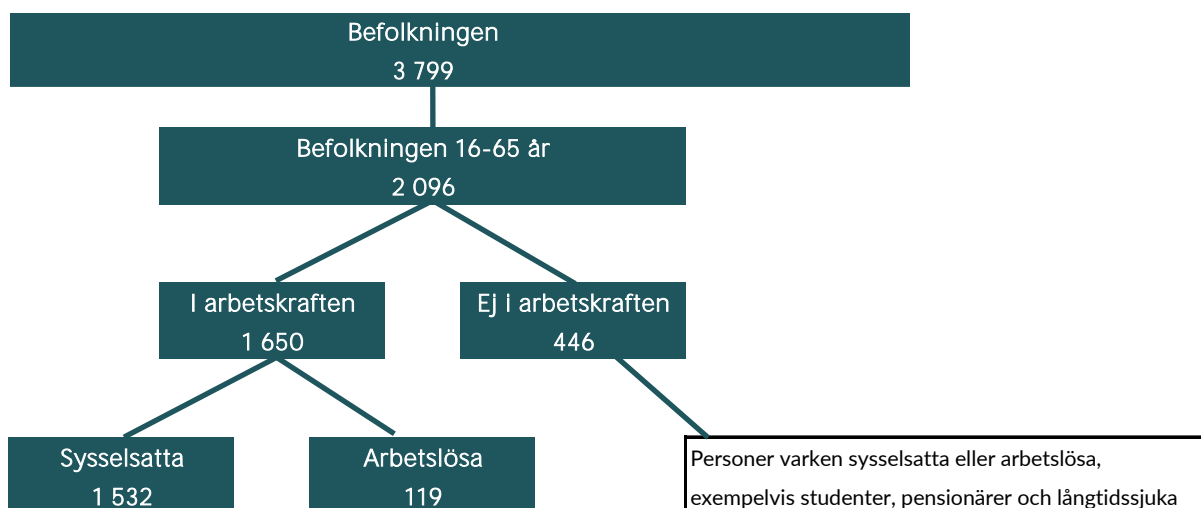 Befolkningen
3 799
Befolkningen 16-65 år
2 096
I arbetskraften
1 650
Ej i arbetskraften
446
Sysselsatta
1 532
Arbetslösa
119
Personer varken sysselsatta eller arbetslösa,
exempelvis studenter, pensionärer och långtidssjuka